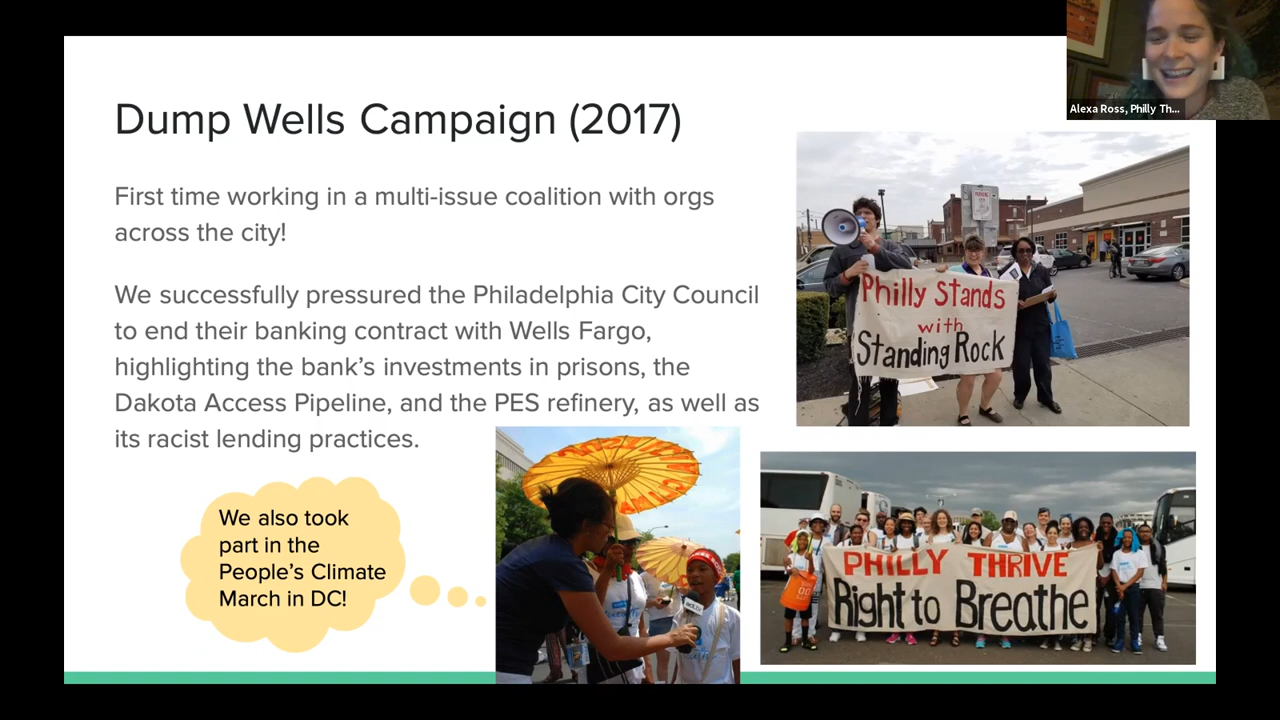 Alexa Ross, Philly Th...
Dump Wells Campaign (2017)
First time working in a multi-issue coalition with orgs
across the city!
We successfully pressured the Philadelphia City Council
to end their banking contract with Wells Fargo,
highlighting the bank's investments in prisons, the
Dakota Access Pipeline, and the PES refinery, as well as
its racist lending practices.
We also took
part in the
People's Climate
March in DC!
Philly Stands
with
Standing Rock
PHILLY THRIVE
Right to Breathe